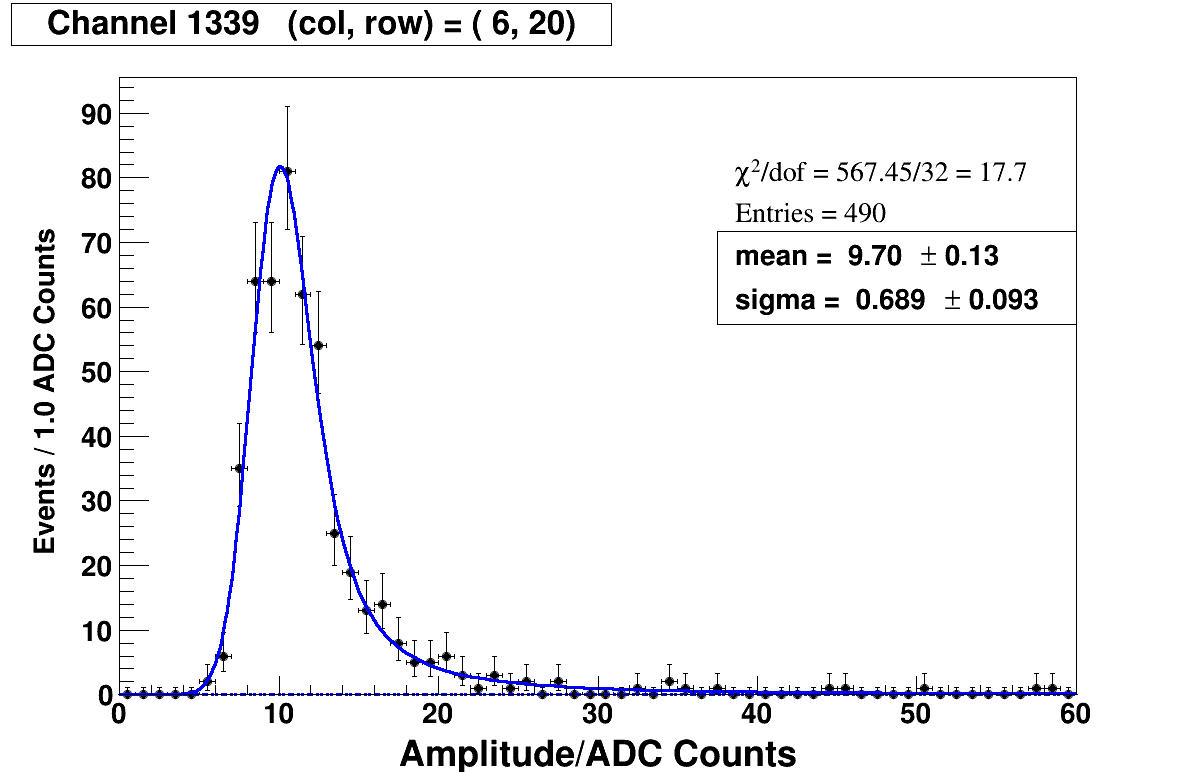 Channel 1339 (col, row) = ( 6, 20)
χ²/dof = 567.45/32 = 17.7
Entries = 490
mean = 9.70 ± 0.13
sigma = 0.689 ± 0.093
Events / 1.0 ADC Counts
90
80
70
60
50
40
30
20
10
0
0 10 20 30 40 50 60
Amplitude/ADC Counts